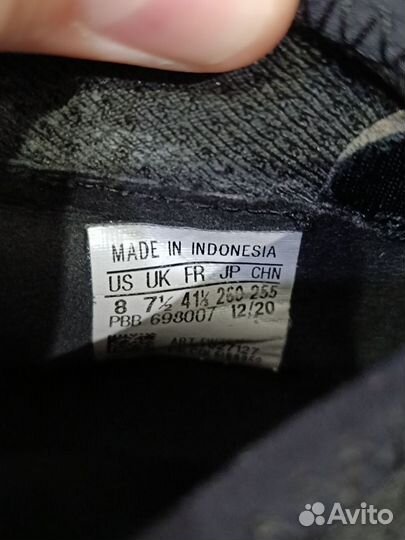 MADE IN INDONESIA
US UK FR JP CHN
8 7½ 41⅓ 260 255
PBB 698007 12/20
ART
Avito